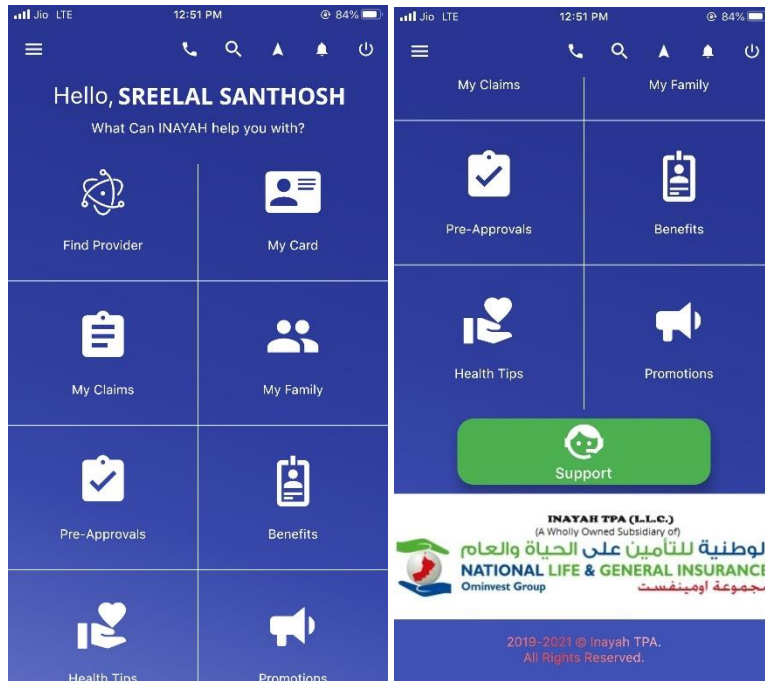 Jio LTE 12:51 PM 84%
Hello, SREELAL SANTHOSH
What Can INAYAH help you with?
Find Provider My Card
My Claims My Family
Pre-Approvals Benefits
Health Tips Promotions
Jio LTE 12:51 PM 84%
My Claims My Family
Pre-Approvals Benefits
Health Tips Promotions
Support
INAYAH TPA (L.L.C.)
(A Wholly Owned Subsidiary of)
الوطنية للتأمين على الحياة والعام
NATIONAL LIFE & GENERAL INSURANCE
Ominvest Group مجموعة اومينفست
2019-2021 © Inayah TPA.
All Rights Reserved.